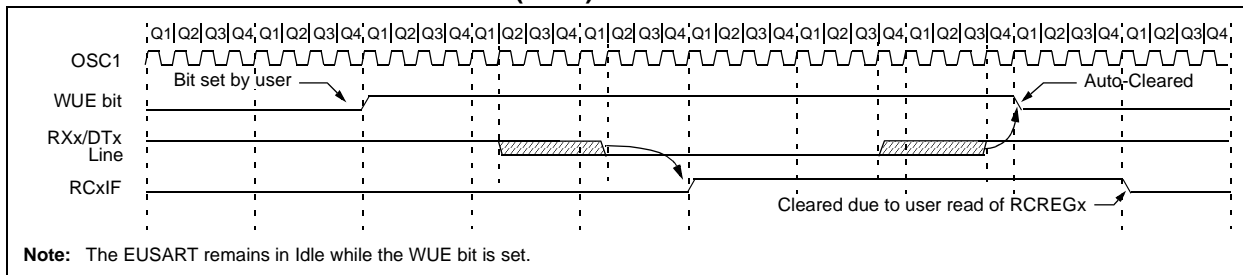 Q1 Q2 Q3 Q4 Q1 Q2 Q3 Q4 Q1 Q2 Q3 Q4 Q1 Q2 Q3 Q4 Q1 Q2 Q3 Q4 Q1 Q2 Q3 Q4 Q1 Q2 Q3 Q4 Q1 Q2 Q3 Q4 Q1 Q2 Q3 Q4 Q1 Q2 Q3 Q4
OSC1
Bit set by user
Auto-Cleared
WUE bit
RXx/DTx
Line
RCxIF
Cleared due to user read of RCREGx
Note: The EUSART remains in Idle while the WUE bit is set.